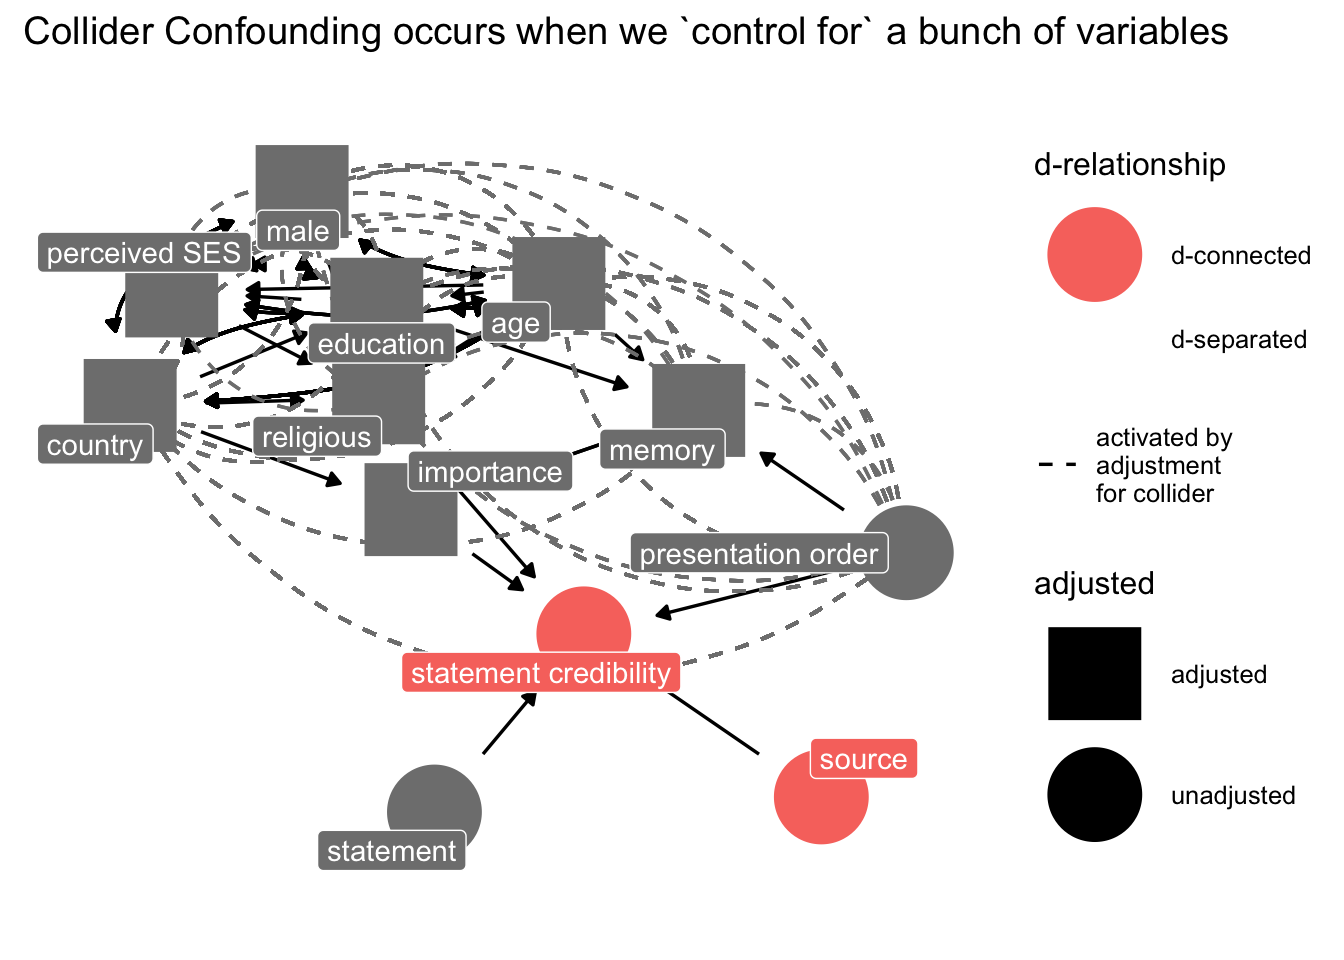 Collider Confounding occurs when we `control for` a bunch of variables
male
perceived SES
age
education
country
religious
importance
memory
presentation order
statement credibility
source
statement
d-relationship
d-connected
d-separated
activated by
adjustment
for collider
adjusted
adjusted
unadjusted